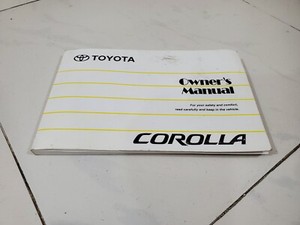 TOYOTA
Owner's
Manual
For your safety and comfort,
read carefully and keep in the vehicle.
COROLLA